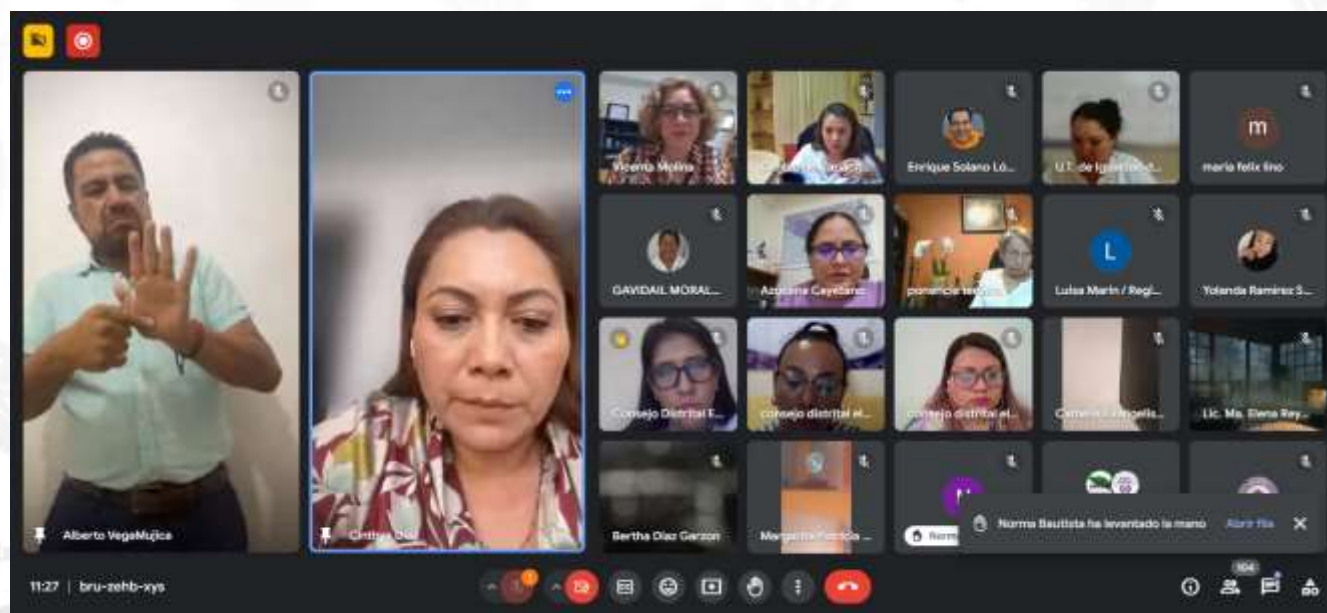 Vicenta Molina
Enrique Solano Ló...
U.T. de
m
maria felix lino
GAVIDAIL MORAL...
Azucena Cayetano
ponencia
L
Luisa Marin / Regi...
Yolanda Ramirez S...
Consejo Distrital E...
consejo distrital el...
consejo distrital el...
Lic. Ma. Elena Rey...
Alberto VegaMujica
Bertha Díaz Garzon
Norma Bautista ha levantado la mano
Abrir fila
11:27 | bru-zehb-xys
104